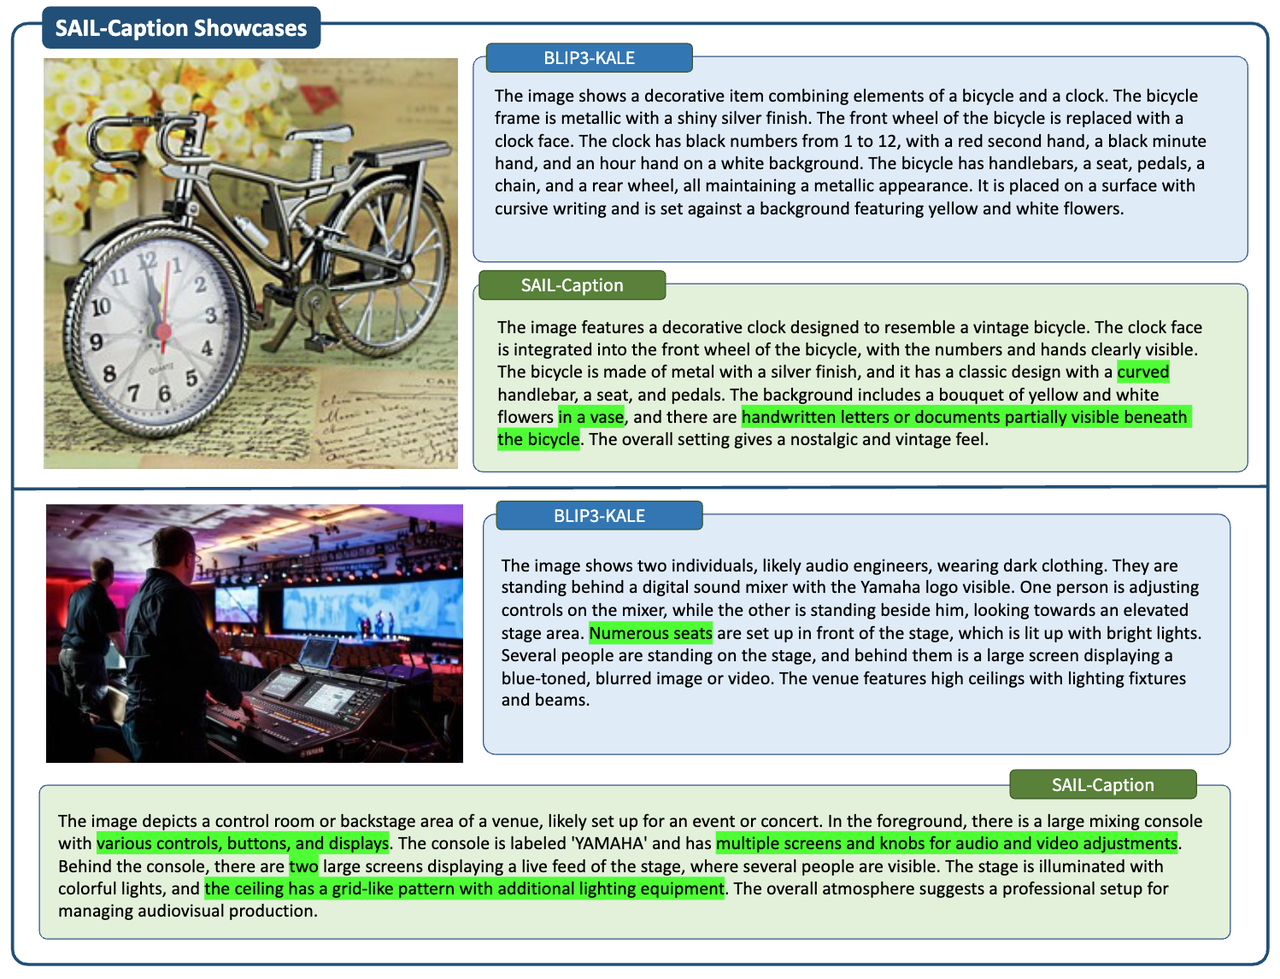 SAIL-Caption Showcases
BLIP3-KALE
The image shows a decorative item combining elements of a bicycle and a clock. The bicycle
frame is metallic with a shiny silver finish. The front wheel of the bicycle is replaced with a
clock face. The clock has black numbers from 1 to 12, with a red second hand, a black minute
hand, and an hour hand on a white background. The bicycle has handlebars, a seat, pedals, a
chain, and a rear wheel, all maintaining a metallic appearance. It is placed on a surface with
cursive writing and is set against a background featuring yellow and white flowers.
12
1
2
3
4
5
6
7
8
9
10
11
QUARTZ
SAIL-Caption
The image features a decorative clock designed to resemble a vintage bicycle. The clock face
is integrated into the front wheel of the bicycle, with the numbers and hands clearly visible.
The bicycle is made of metal with a silver finish, and it has a classic design with a curved
handlebar, a seat, and pedals. The background includes a bouquet of yellow and white
flowers in a vase, and there are handwritten letters or documents partially visible beneath
the bicycle. The overall setting gives a nostalgic and vintage feel.
BLIP3-KALE
The image shows two individuals, likely audio engineers, wearing dark clothing. They are
standing behind a digital sound mixer with the Yamaha logo visible. One person is adjusting
controls on the mixer, while the other is standing beside him, looking towards an elevated
stage area. Numerous seats are set up in front of the stage, which is lit up with bright lights.
Several people are standing on the stage, and behind them is a large screen displaying a
blue-toned, blurred image or video. The venue features high ceilings with lighting fixtures
and beams.
YAMAHA
SAIL-Caption
The image depicts a control room or backstage area of a venue, likely set up for an event or concert. In the foreground, there is a large mixing console
with various controls, buttons, and displays. The console is labeled 'YAMAHA' and has multiple screens and knobs for audio and video adjustments.
Behind the console, there are two large screens displaying a live feed of the stage, where several people are visible. The stage is illuminated with
colorful lights, and the ceiling has a grid-like pattern with additional lighting equipment. The overall atmosphere suggests a professional setup for
managing audiovisual production.